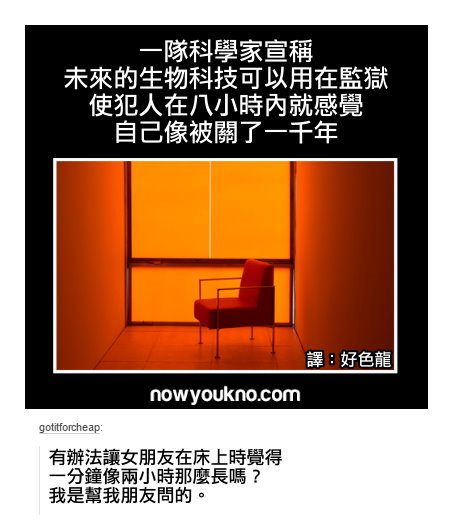 一隊科學家宣稱
未來的生物科技可以用在監獄
使犯人在八小時內就感覺
自己像被關了一千年
譯：好色龍
nowyoukno.com
gotitforcheap:
有辦法讓女朋友在床上時覺得
一分鐘像兩小時那麼長嗎？
我是幫我朋友問的。